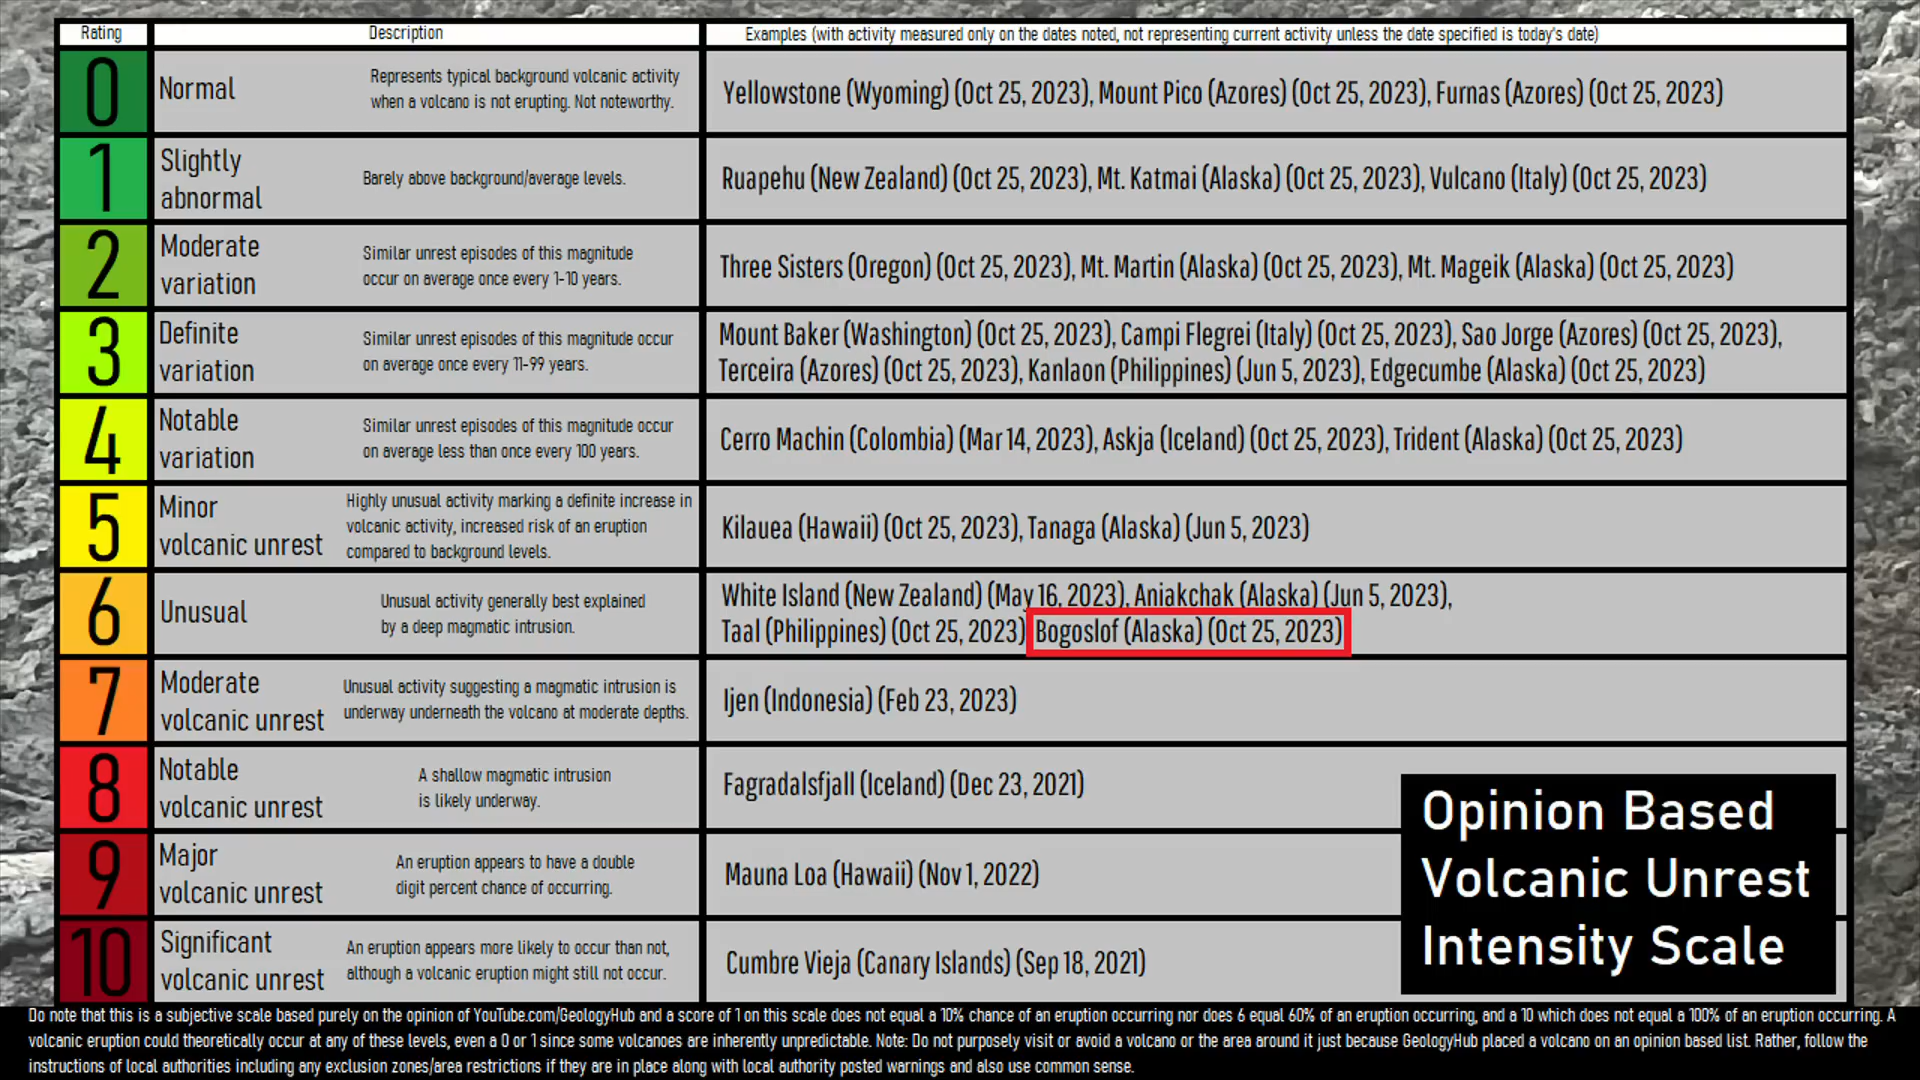 Rating Description Examples (with activity measured only on the dates noted, not representing current activity unless the date specified is today's date)
0 Normal
Represents typical background volcanic activity
when a volcano is not erupting. Not noteworthy.
Yellowstone (Wyoming) (Oct 25, 2023), Mount Pico (Azores) (Oct 25, 2023), Furnas (Azores) (Oct 25, 2023)
1 Slightly
abnormal
Barely above background/average levels.
Ruapehu (New Zealand) (Oct 25, 2023), Mt. Katmai (Alaska) (Oct 25, 2023), Vulcano (Italy) (Oct 25, 2023)
2 Moderate
variation
Similar unrest episodes of this magnitude
occur on average once every 1-10 years.
Three Sisters (Oregon) (Oct 25, 2023), Mt. Martin (Alaska) (Oct 25, 2023), Mt. Mageik (Alaska) (Oct 25, 2023)
3 Definite
variation
Similar unrest episodes of this magnitude occur
on average once every 11-99 years.
Mount Baker (Washington) (Oct 25, 2023), Campi Flegrei (Italy) (Oct 25, 2023), Sao Jorge (Azores) (Oct 25, 2023),
Terceira (Azores) (Oct 25, 2023), Kanlaon (Philippines) (Jun 5, 2023), Edgecumbe (Alaska) (Oct 25, 2023)
4 Notable
variation
Similar unrest episodes of this magnitude occur
on average less than once every 100 years.
Cerro Machin (Colombia) (Mar 14, 2023), Askja (Iceland) (Oct 25, 2023), Trident (Alaska) (Oct 25, 2023)
5 Minor
volcanic unrest
Highly unusual activity marking a definite increase in
volcanic activity, increased risk of an eruption
compared to background levels.
Kilauea (Hawaii) (Oct 25, 2023), Tanaga (Alaska) (Jun 5, 2023)
6 Unusual
Unusual activity generally best explained
by a deep magmatic intrusion.
White Island (New Zealand) (May 16, 2023), Aniakchak (Alaska) (Jun 5, 2023),
Taal (Philippines) (Oct 25, 2023) Bogoslof (Alaska) (Oct 25, 2023)
7 Moderate
volcanic unrest
Unusual activity suggesting a magmatic intrusion is
underway underneath the volcano at moderate depths.
Ijen (Indonesia) (Feb 23, 2023)
8 Notable
volcanic unrest
A shallow magmatic intrusion
is likely underway.
Fagradalsfjall (Iceland) (Dec 23, 2021)
9 Major
volcanic unrest
An eruption appears to have a double
digit percent chance of occurring.
Mauna Loa (Hawaii) (Nov 1, 2022)
10 Significant
volcanic unrest
An eruption appears more likely to occur than not,
although a volcanic eruption might still not occur.
Cumbre Vieja (Canary Islands) (Sep 18, 2021)
Opinion Based
Volcanic Unrest
Intensity Scale
Do note that this is a subjective scale based purely on the opinion of YouTube.com/GeologyHub and a score of 1 on this scale does not equal a 10% chance of an eruption occurring nor does 6 equal 60% of an eruption occurring, and a 10 which does not equal a 100% of an eruption occurring. A
volcanic eruption could theoretically occur at any of these levels, even a 0 or 1 since some volcanoes are inherently unpredictable. Note: Do not purposely visit or avoid a volcano or the area around it just because GeologyHub placed a volcano on an opinion based list. Rather, follow the
instructions of local authorities including any exclusion zones/area restrictions if they are in place along with local authority posted warnings and also use common sense.